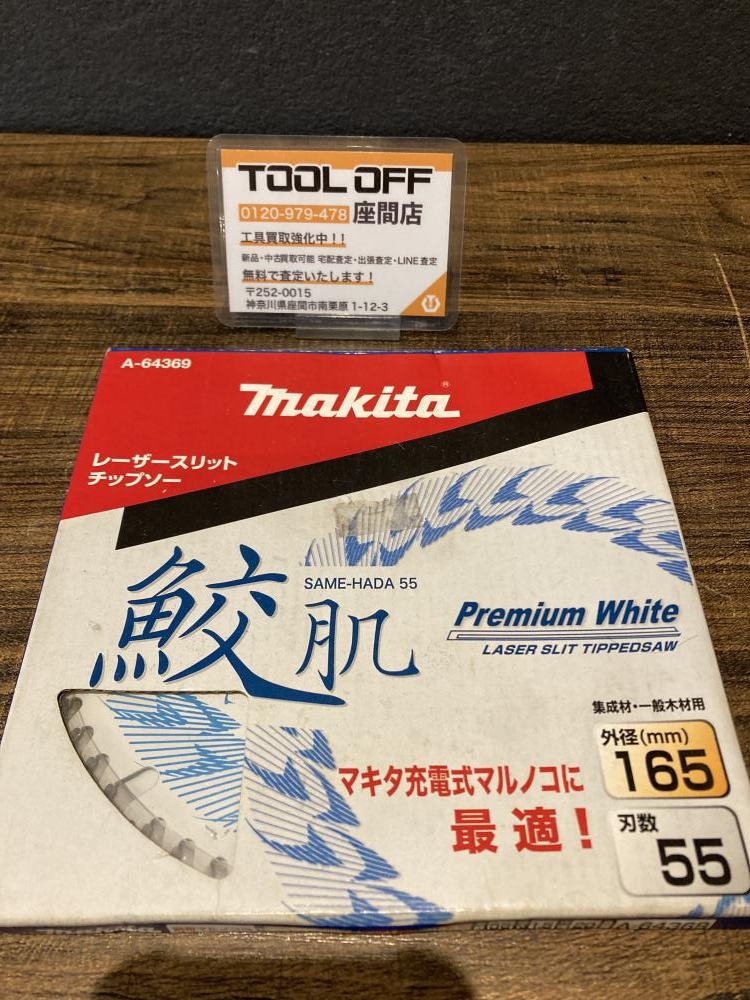 TOOL OFF
0120-979-478 座間店
工具買取強化中!!
新品・中古買取可能 宅配査定・出張査定・LINE査定
無料で査定いたします!
〒252-0015
神奈川県座間市南栗原1-12-3
A-64369
makita®
レーザースリット
チップソー
鮫肌
SAME-HADA 55
Premium White
LASER SLIT TIPPEDSAW
集成材・一般木材用
外径(mm)
165
マキタ充電式マルノコに
最適!
刃数
55
makita
A-64369